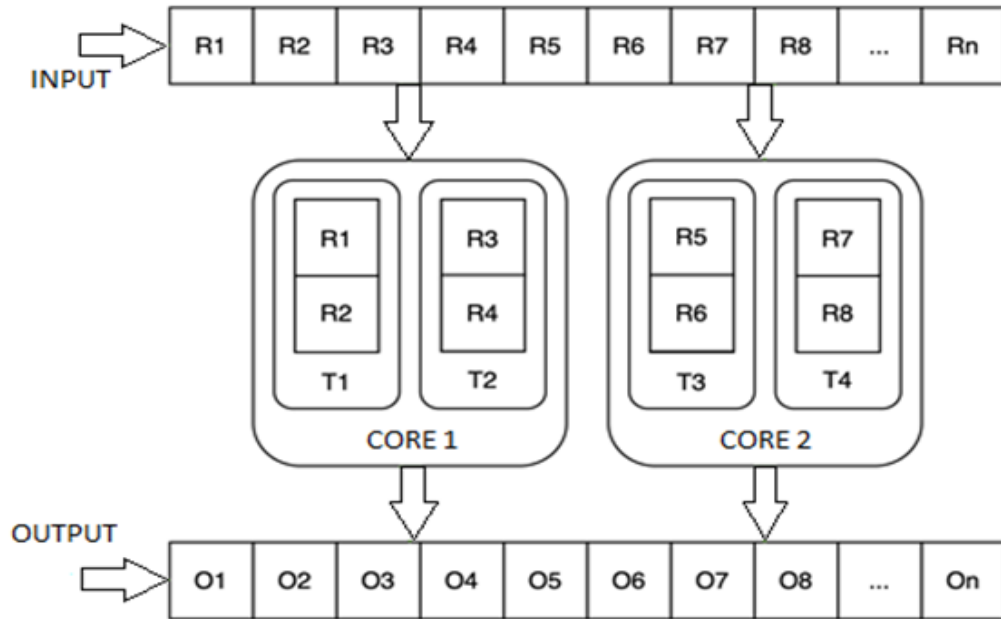 R1 R2 R3 R4 R5 R6 R7 R8 ... Rn
INPUT
R1 R3 R5 R7
R2 R4 R6 R8
T1 T2 T3 T4
CORE 1 CORE 2
OUTPUT
O1 O2 O3 O4 O5 O6 O7 O8 ... On